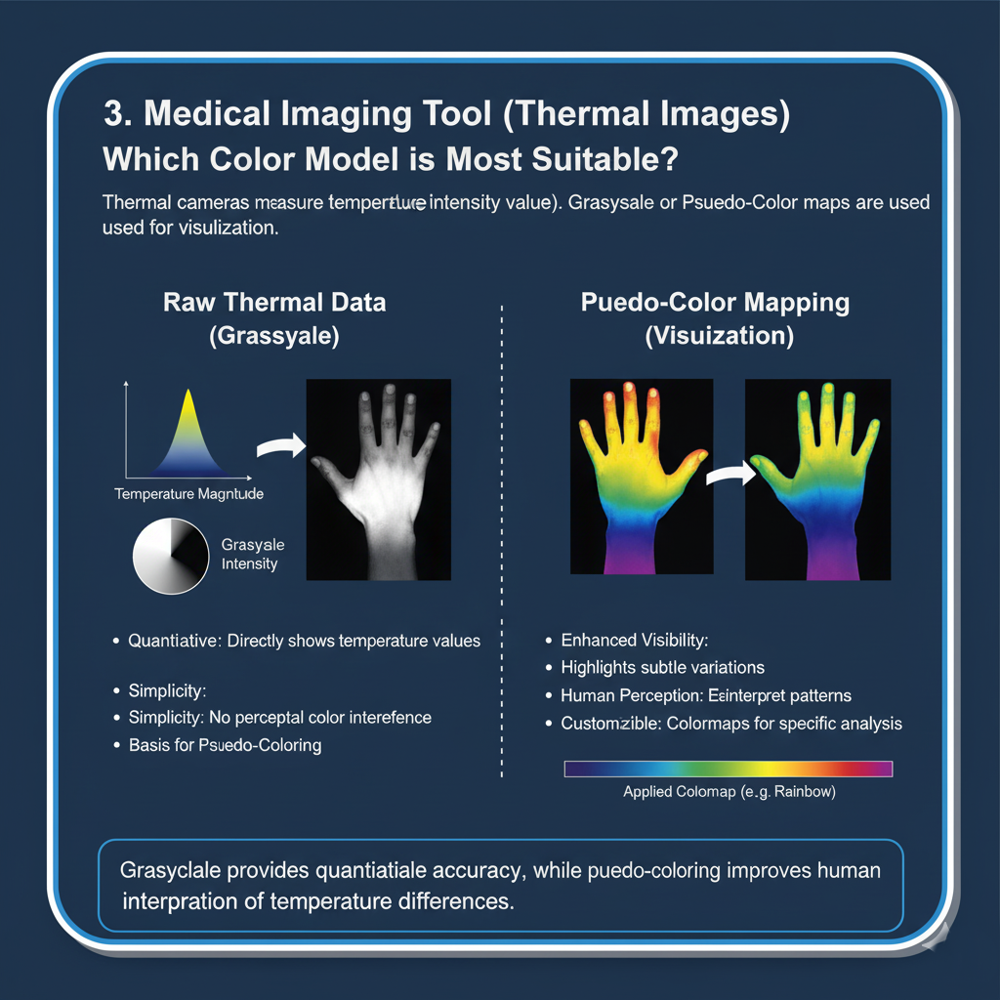 3. Medical Imaging Tool (Thermal Images)
Which Color Model is Most Suitable?
Thermal cameras measure intensity value). Grasysale or Psuedo-Color maps are used
used for visulization.
Raw Thermal Data
(Grassyale)
Temperature Magntude
Grasyale
Intensity
• Quantiative: Directly shows temperature values
• Simplicity:
• Simplicity: No perceptal color interefence
• Basis for Psuedo-Coloring
Puedo-Color Mapping
(Visuization)
• Enhanced Visibility:
• Highlights subtle variations
• Human Perception: Eainterpret patterns
• Customizible: Colormaps for specific analysis
Applied Colomap (e.g. Rainbow)
Grasyclale provides quantiatiale accuracy, while puedo-coloring improves human
interpration of temperature differences.